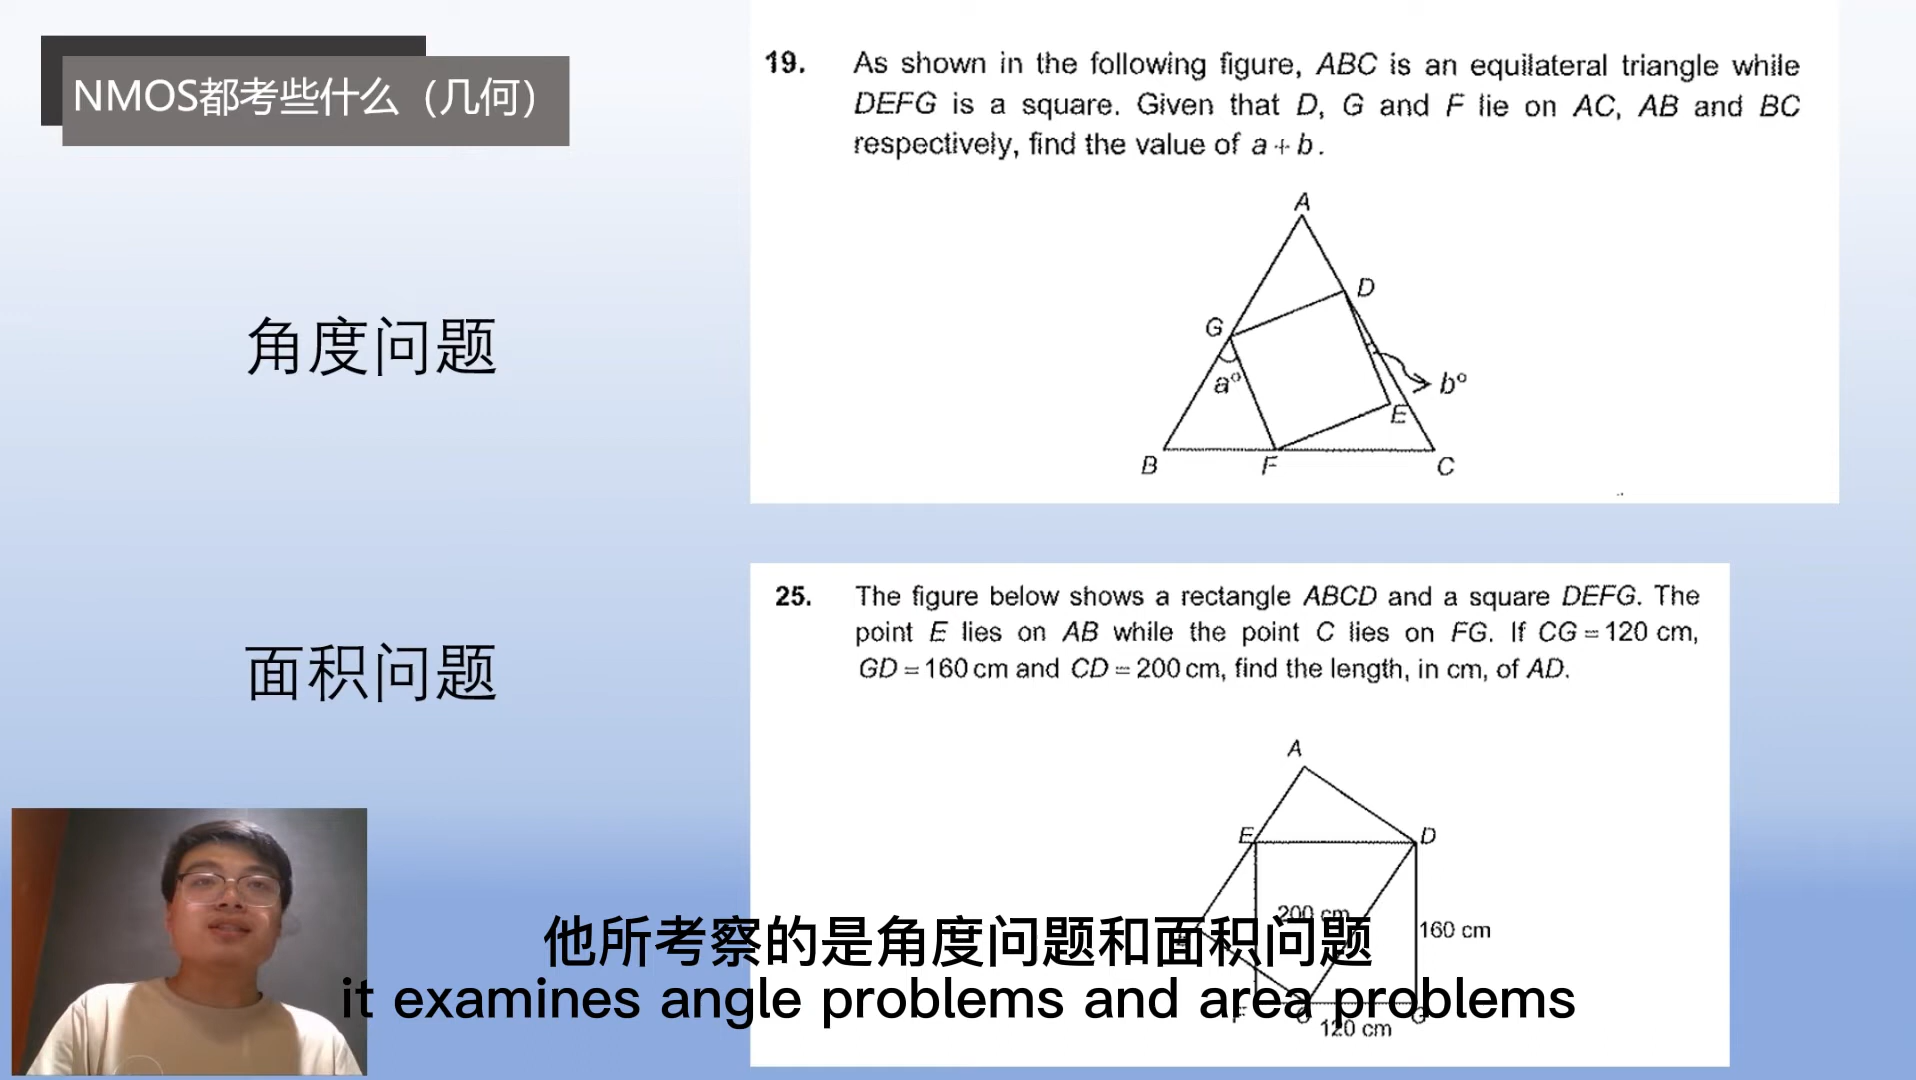 NMOS都考些什么（几何）
角度问题
面积问题
19. As shown in the following figure, ABC is an equilateral triangle while
DEFG is a square. Given that D, G and F lie on AC, AB and BC
respectively, find the value of a + b.
A
D
G
a°
b°
E
B
F
C
25. The figure below shows a rectangle ABCD and a square DEFG. The
point E lies on AB while the point C lies on FG. If CG = 120 cm,
GD = 160 cm and CD = 200 cm, find the length, in cm, of AD.
A
E
D
200 cm
160 cm
F
C
G
120 cm
他所考察的是角度问题和面积问题
it examines angle problems and area problems